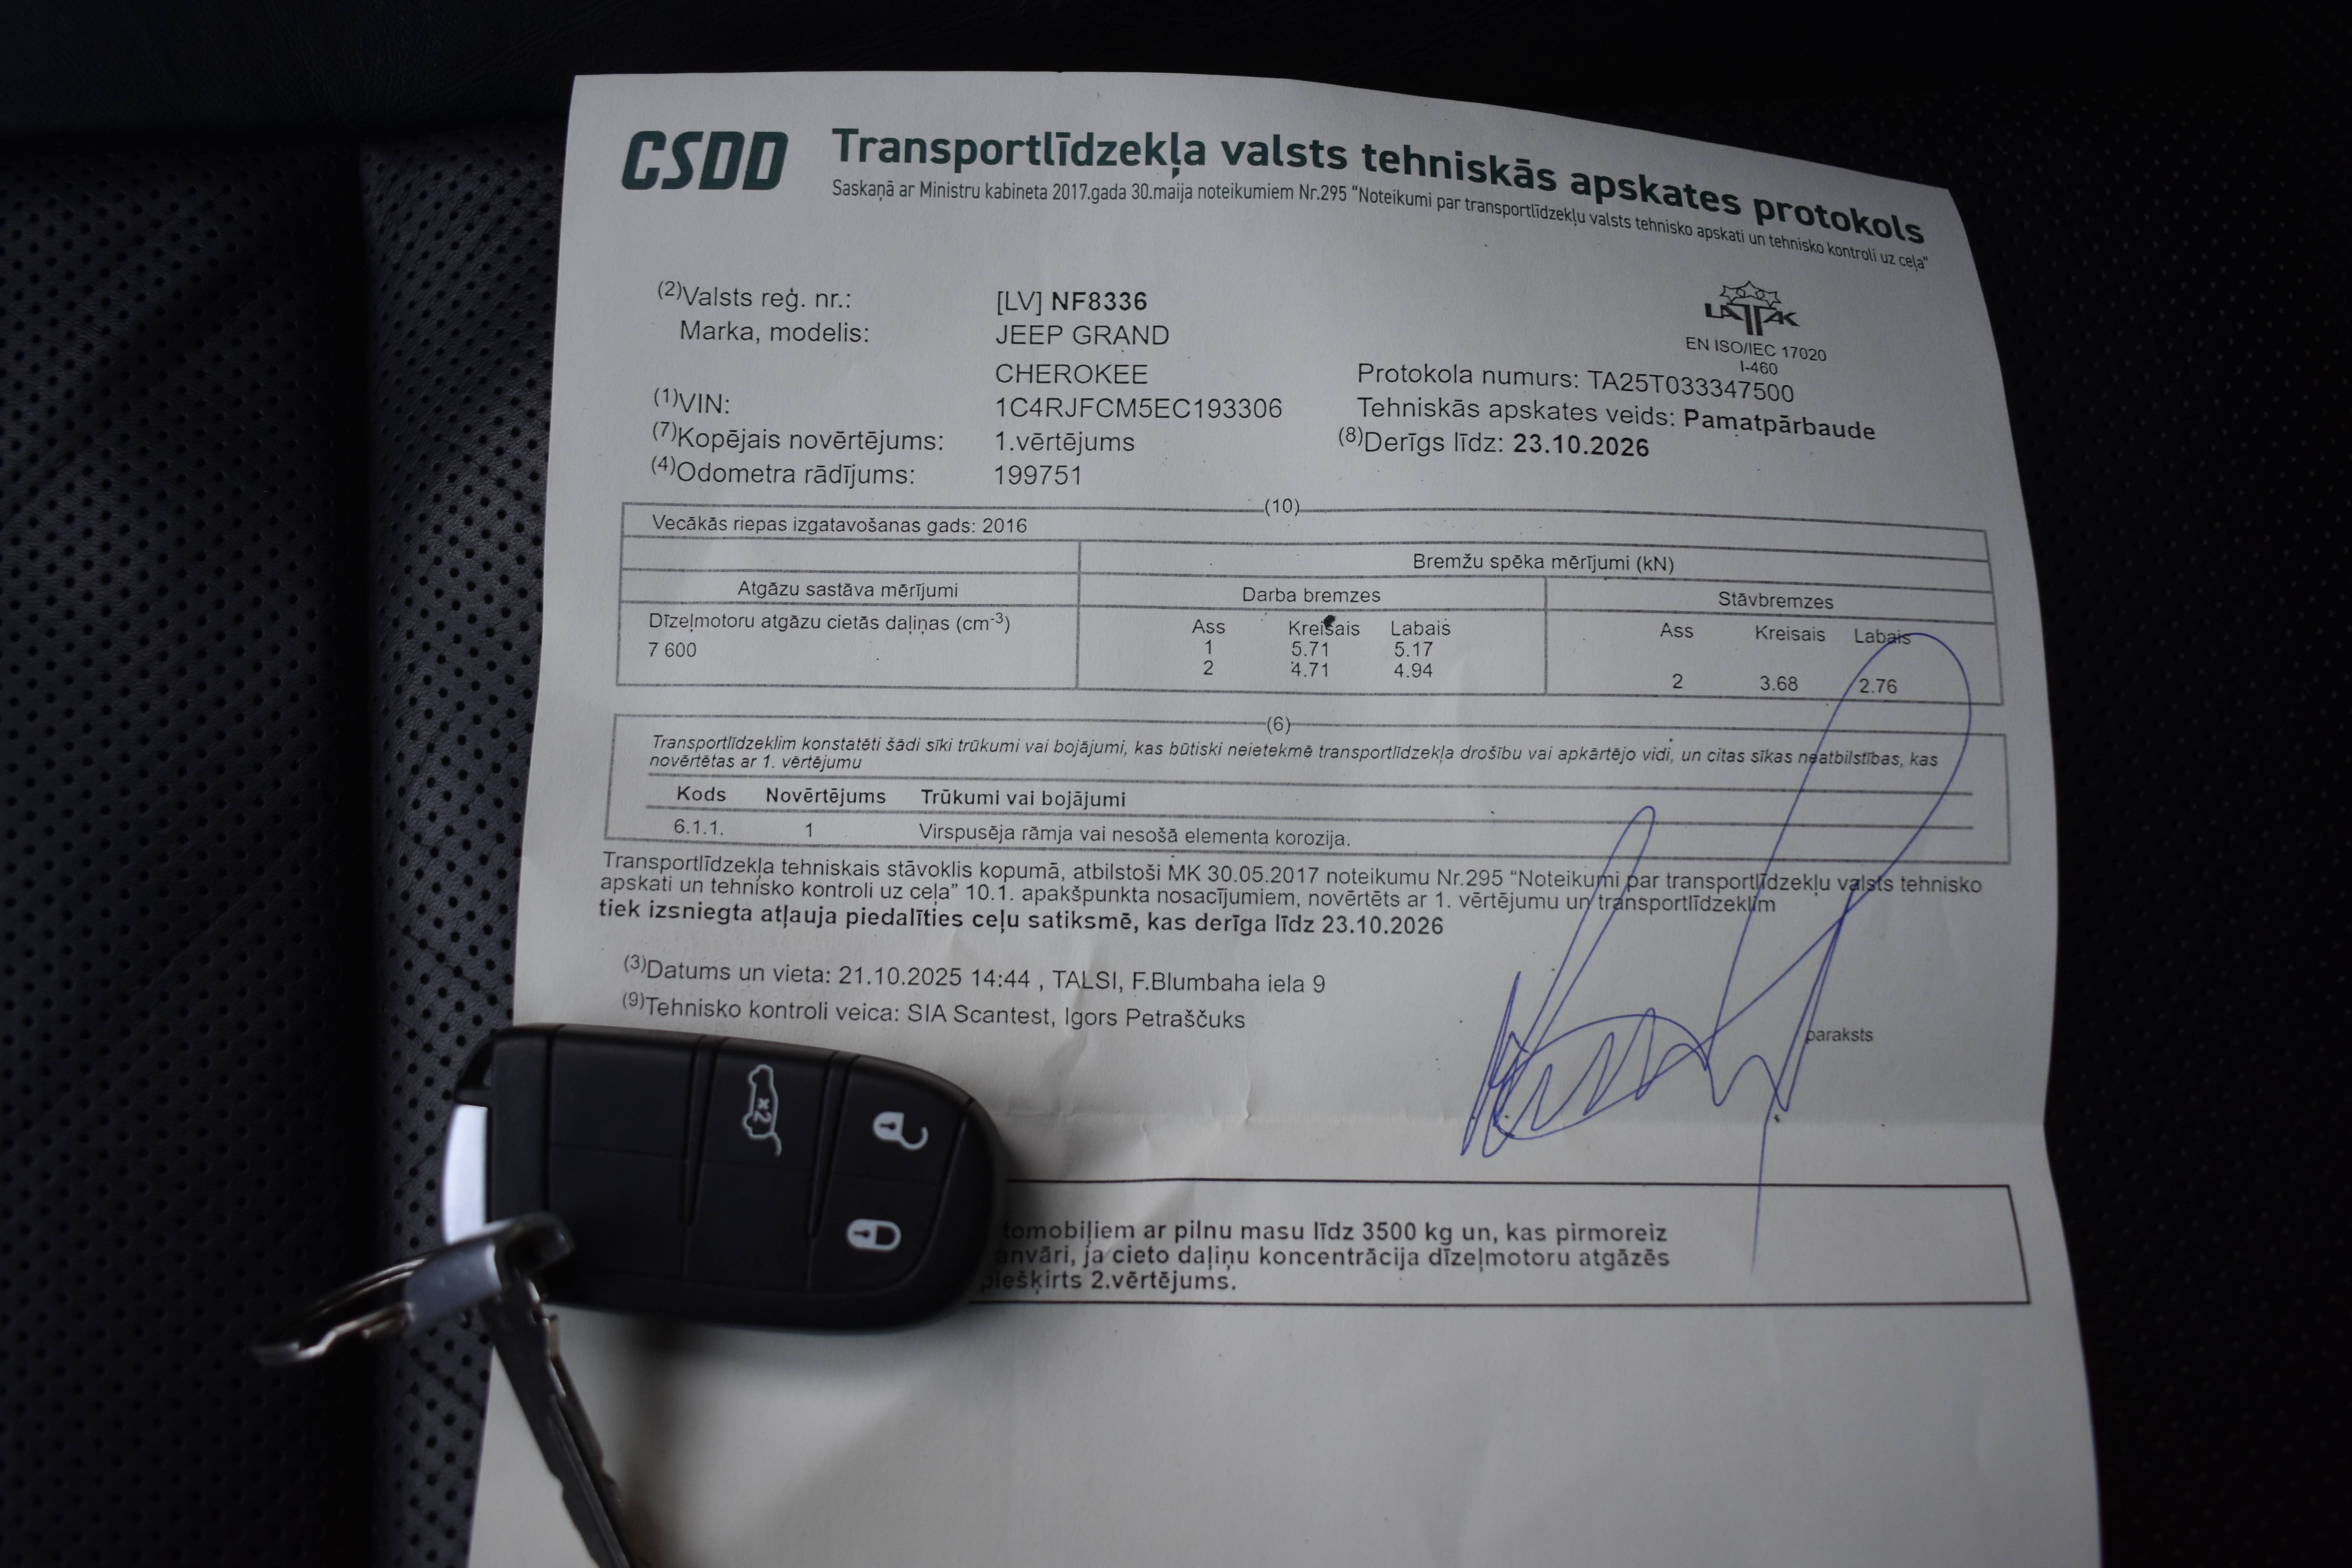 CSDD
Transportlīdzekļa valsts tehniskās apskates protokols
Saskaņā ar Ministru kabineta 2017.gada 30.maija noteikumiem Nr.295 "Noteikumi par transportlīdzekļu valsts tehnisko apskati un tehnisko kontroli uz ceļa"
LATAK
EN ISO/IEC 17020
I-460
(2)Valsts reģ. nr.: [LV] NF8336
Marka, modelis: JEEP GRAND
CHEROKEE
Protokola numurs: TA25T033347500
(1)VIN: 1C4RJFCM5EC193306
Tehniskās apskates veids: Pamatpārbaude
(7)Kopējais novērtējums: 1.vērtējums
(8)Derīgs līdz: 23.10.2026
(4)Odometra rādījums: 199751
(10)
Vecākās riepas izgatavošanas gads: 2016
Bremžu spēka mērījumi (kN)
Atgāzu sastāva mērījumi Darba bremzes Stāvbremzes
Dīzeļmotoru atgāzu cietās daļiņas (cm-3) Ass Kreisais Labais Ass Kreisais Labais
7 600 1 5.71 5.17
2 4.71 4.94 2 3.68 2.76
(6)
Transportlīdzeklim konstatēti šādi sīki trūkumi vai bojājumi, kas būtiski neietekmē transportlīdzekļa drošību vai apkārtējo vidi, un citas sīkas neatbilstības, kas
novērtētas ar 1. vērtējumu
Kods Novērtējums Trūkumi vai bojājumi
6.1.1. 1 Virspusēja rāmja vai nesošā elementa korozija.
Transportlīdzekļa tehniskais stāvoklis kopumā, atbilstoši MK 30.05.2017 noteikumu Nr.295 "Noteikumi par transportlīdzekļu valsts tehnisko
apskati un tehnisko kontroli uz ceļa" 10.1. apakšpunkta nosacījumiem, novērtēts ar 1. vērtējumu un transportlīdzeklim
tiek izsniegta atļauja piedalīties ceļu satiksmē, kas derīga līdz 23.10.2026
(3)Datums un vieta: 21.10.2025 14:44 , TALSI, F.Blumbaha iela 9
(9)Tehnisko kontroli veica: SIA Scantest, Igors Petraščuks
paraksts
x2
tomobiļiem ar pilnu masu līdz 3500 kg un, kas pirmoreiz
anvāri, ja cieto daļiņu koncentrācija dīzeļmotoru atgāzēs
piešķirts 2.vērtējums.